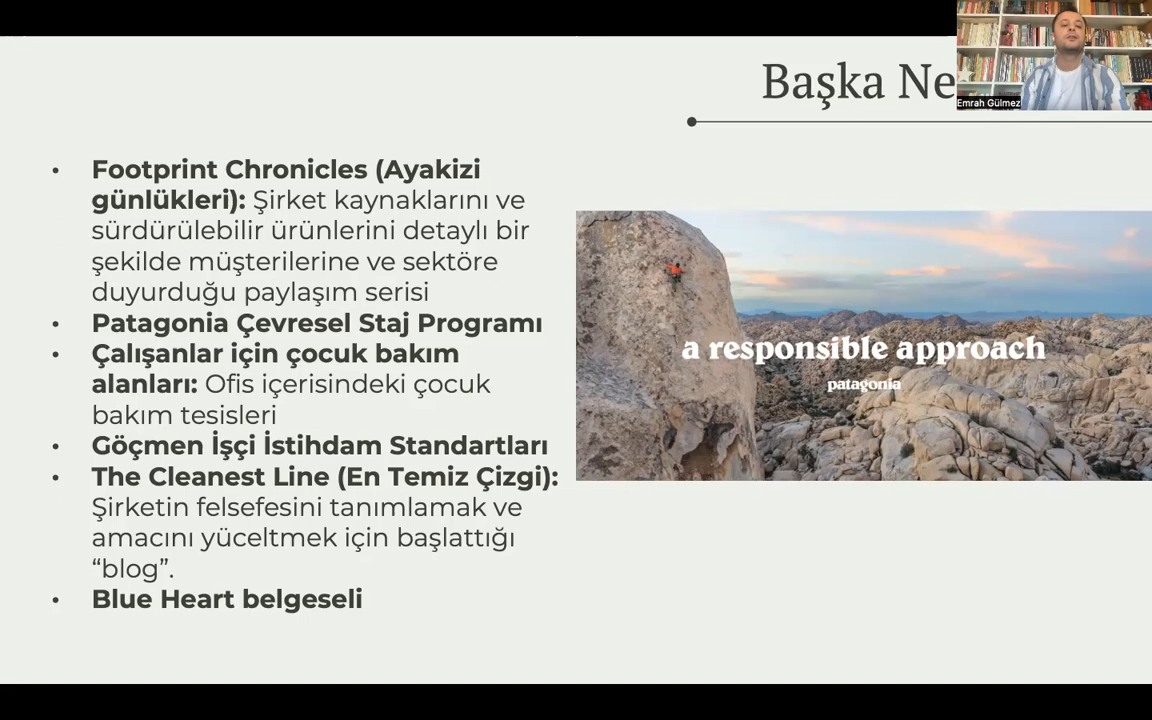 Başka Ne
Emrah Gülmez
• Footprint Chronicles (Ayakizi
günlükleri): Şirket kaynaklarını ve
sürdürülebilir ürünlerini detaylı bir
şekilde müşterilerine ve sektöre
duyurduğu paylaşım serisi
• Patagonia Çevresel Staj Programı
• Çalışanlar için çocuk bakım
alanları: Ofis içerisindeki çocuk
bakım tesisleri
• Göçmen İşçi İstihdam Standartları
• The Cleanest Line (En Temiz Çizgi):
Şirketin felsefesini tanımlamak ve
amacını yüceltmek için başlattığı
“blog”.
• Blue Heart belgeseli
a responsible approach
patagonia